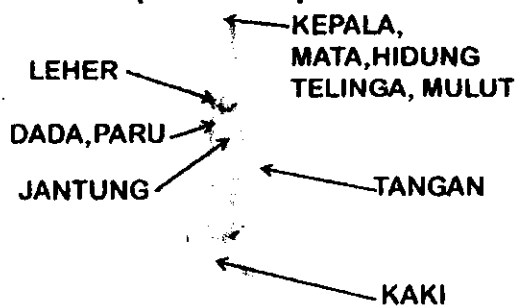 KEPALA,
MATA,HIDUNG
TELINGA, MULUT
LEHER
DADA,PARU
JANTUNG
TANGAN
KAKI